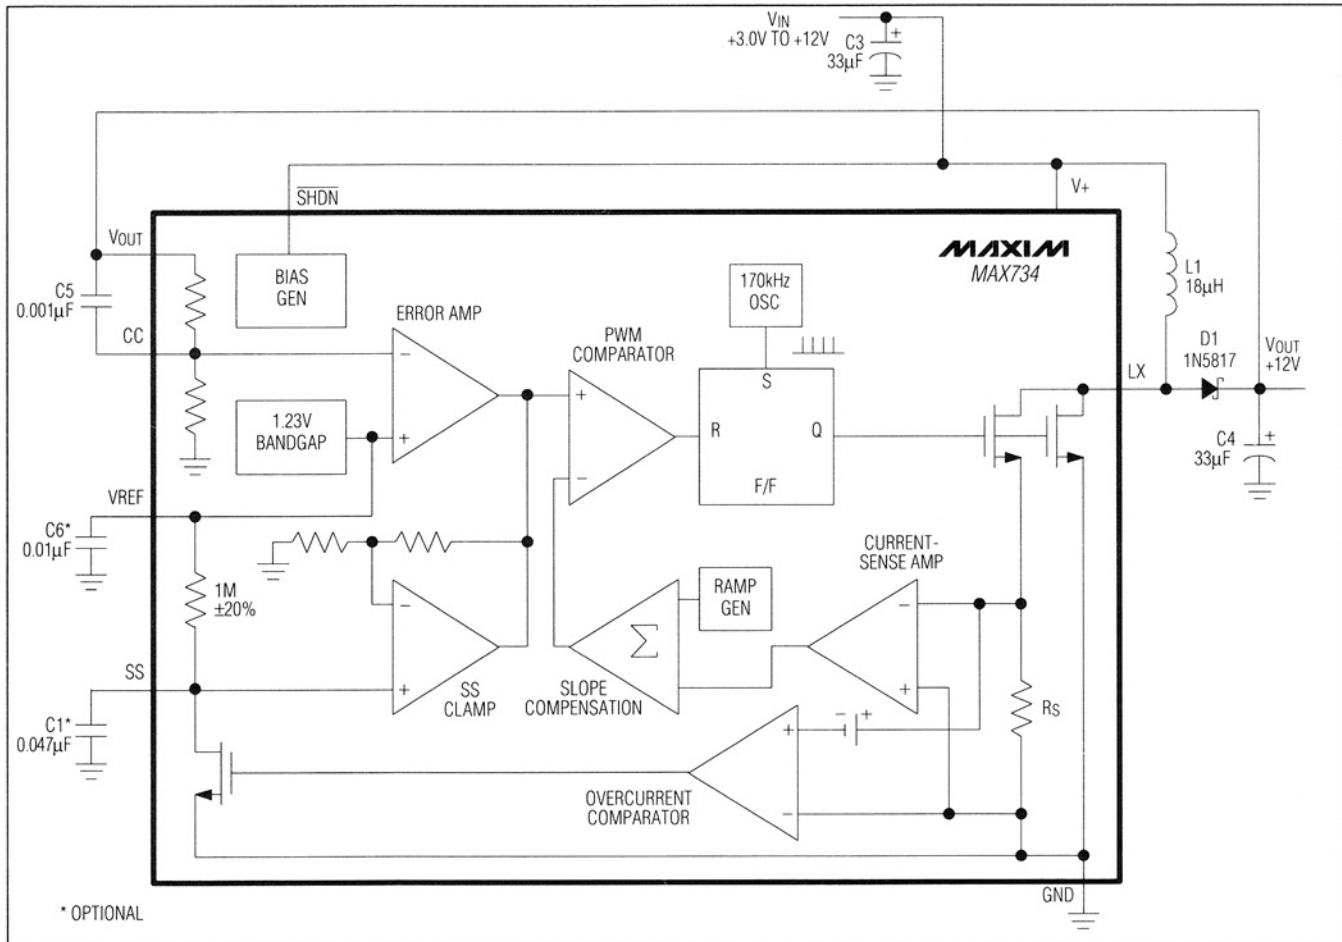 VIN
+3.0V TO +12V
C3
33µF
+
SHDN
V+
VOUT
MAXIM
MAX734
BIAS
GEN
170kHz
OSC
L1
18µH
C5
0.001µF
ERROR AMP
PWM
COMPARATOR
CC
−
S
D1
1N5817
VOUT
+12V
LX
+
1.23V
BANDGAP
+
R
Q
C4
33µF
+
−
F/F
VREF
C6*
0.01µF
CURRENT-
SENSE AMP
1M
±20%
−
RAMP
GEN
−
Σ
SS
+
SS
CLAMP
SLOPE
COMPENSATION
+
RS
C1*
0.047µF
− +
+
OVERCURRENT
COMPARATOR
−
GND
* OPTIONAL